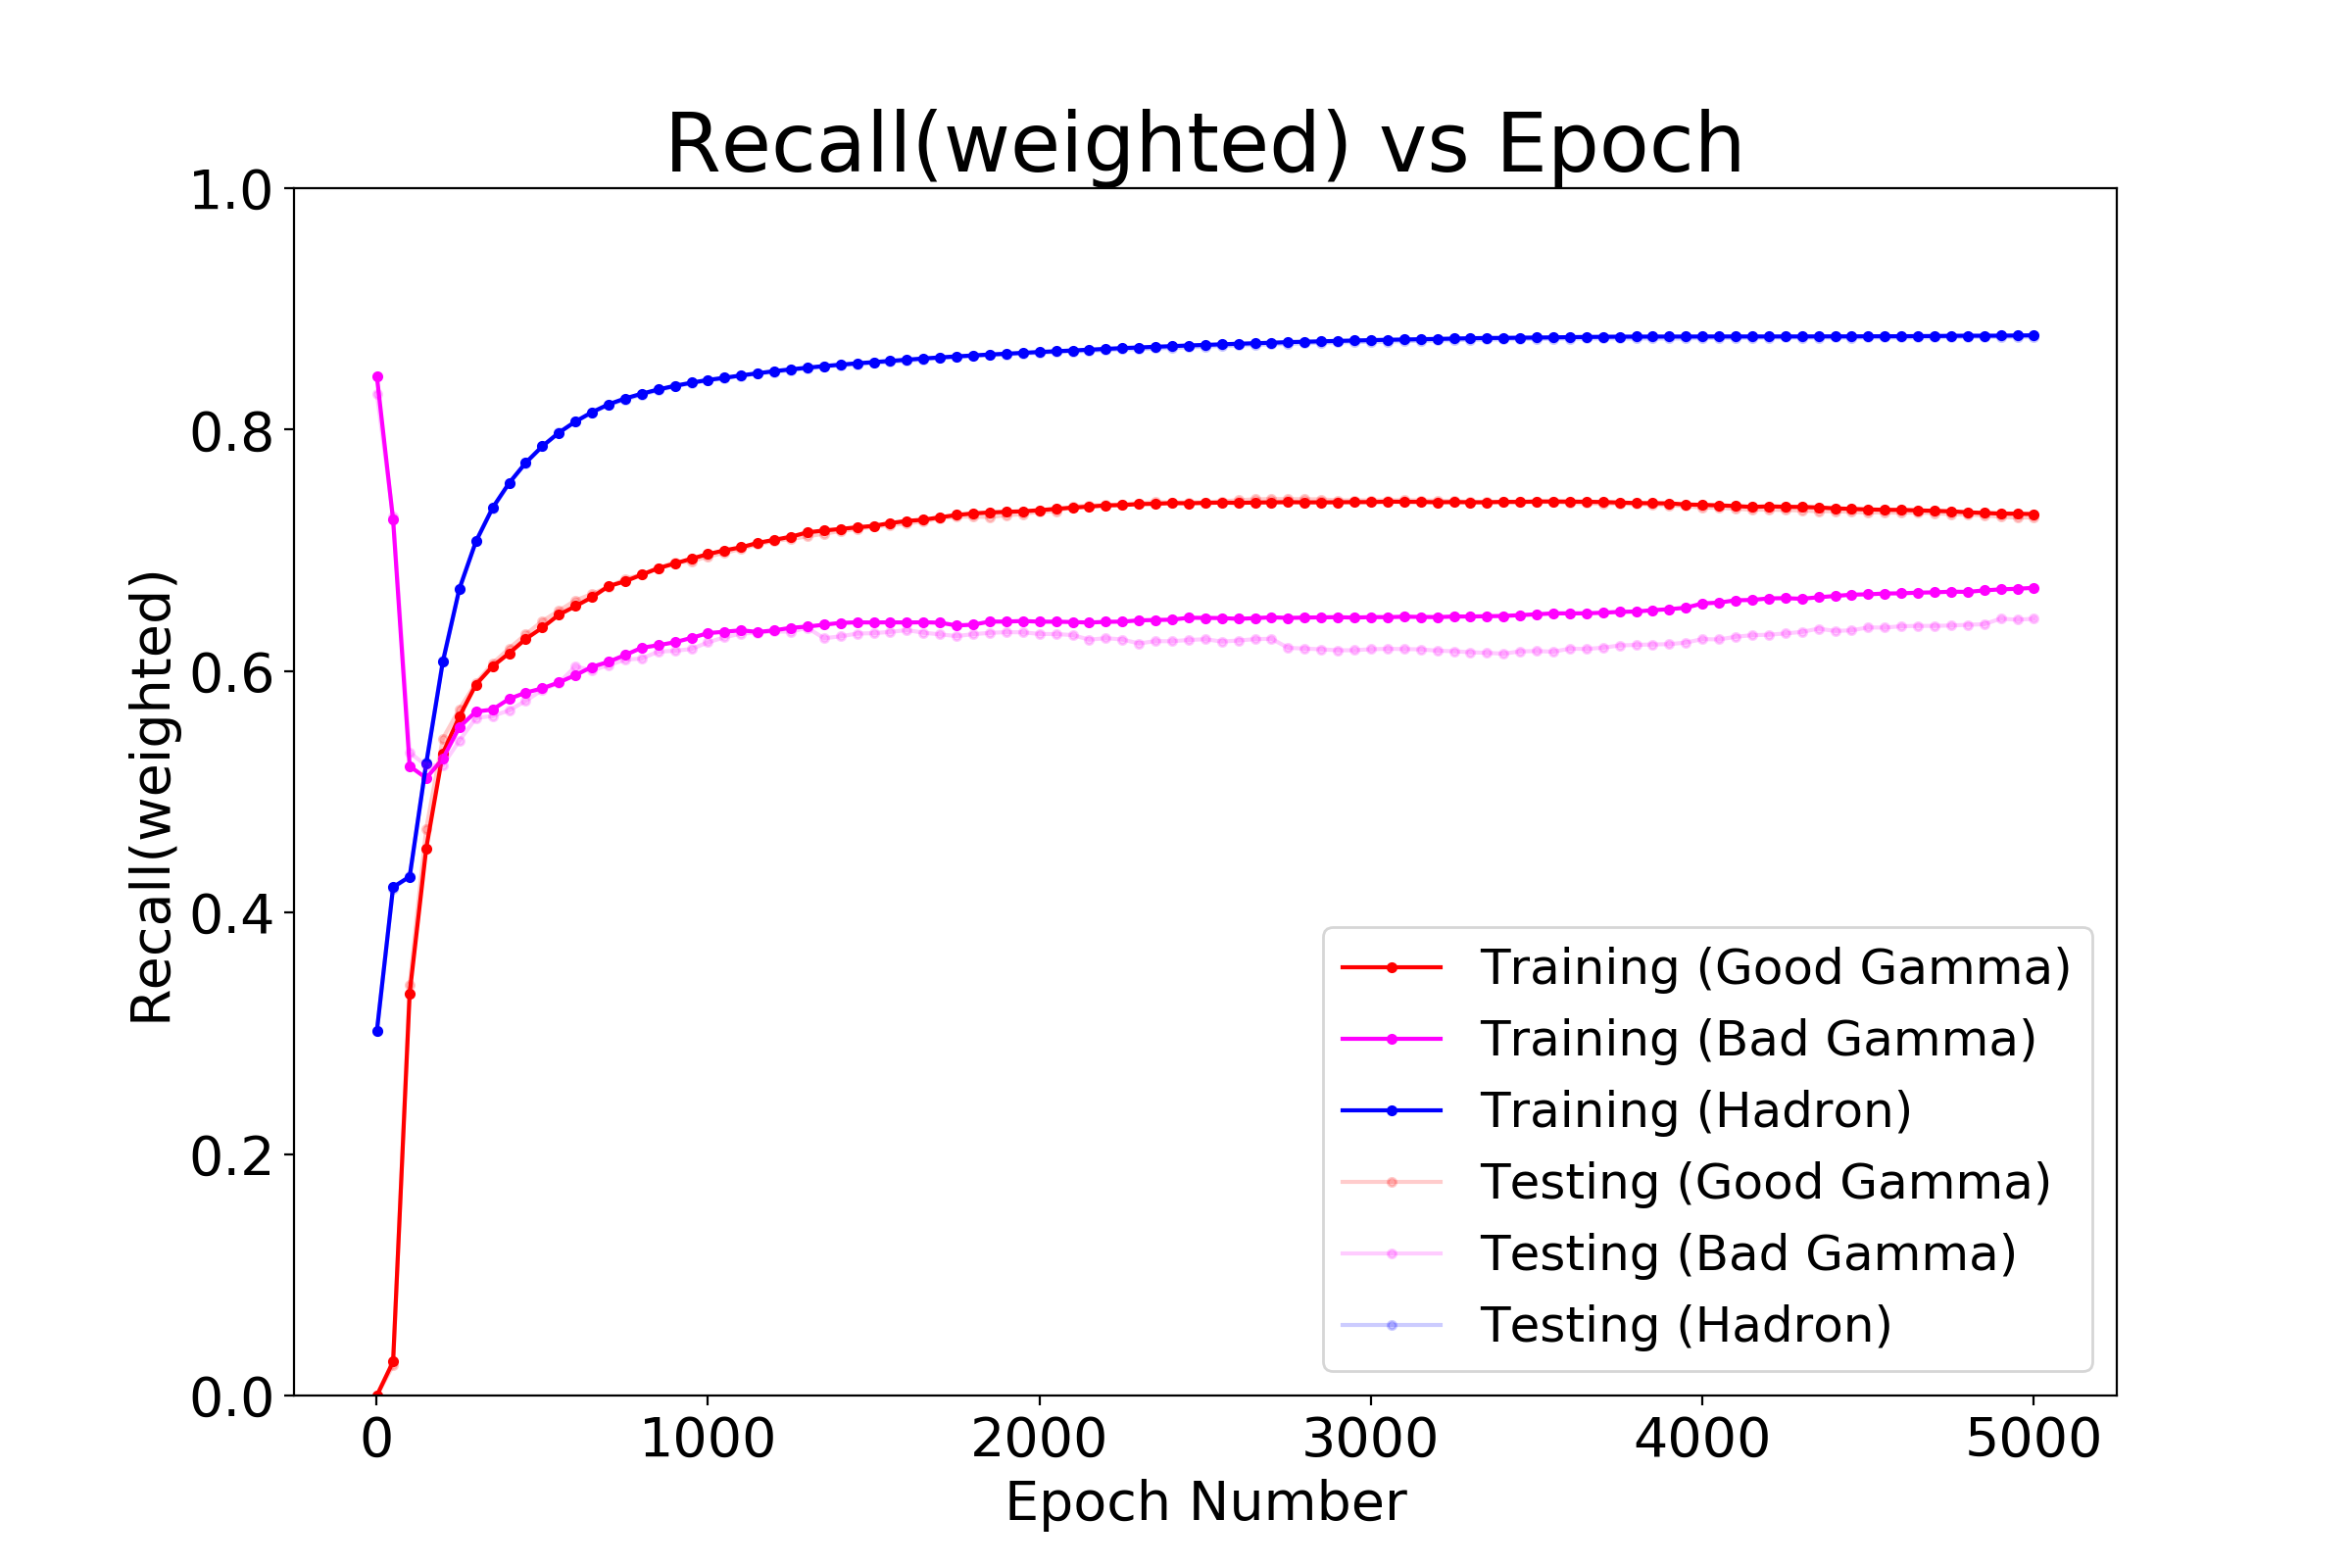 Recall(weighted) vs Epoch
Recall(weighted)
1.0
0.8
0.6
0.4
0.2
0.0
0 1000 2000 3000 4000 5000
Epoch Number
Training (Good Gamma)
Training (Bad Gamma)
Training (Hadron)
Testing (Good Gamma)
Testing (Bad Gamma)
Testing (Hadron)